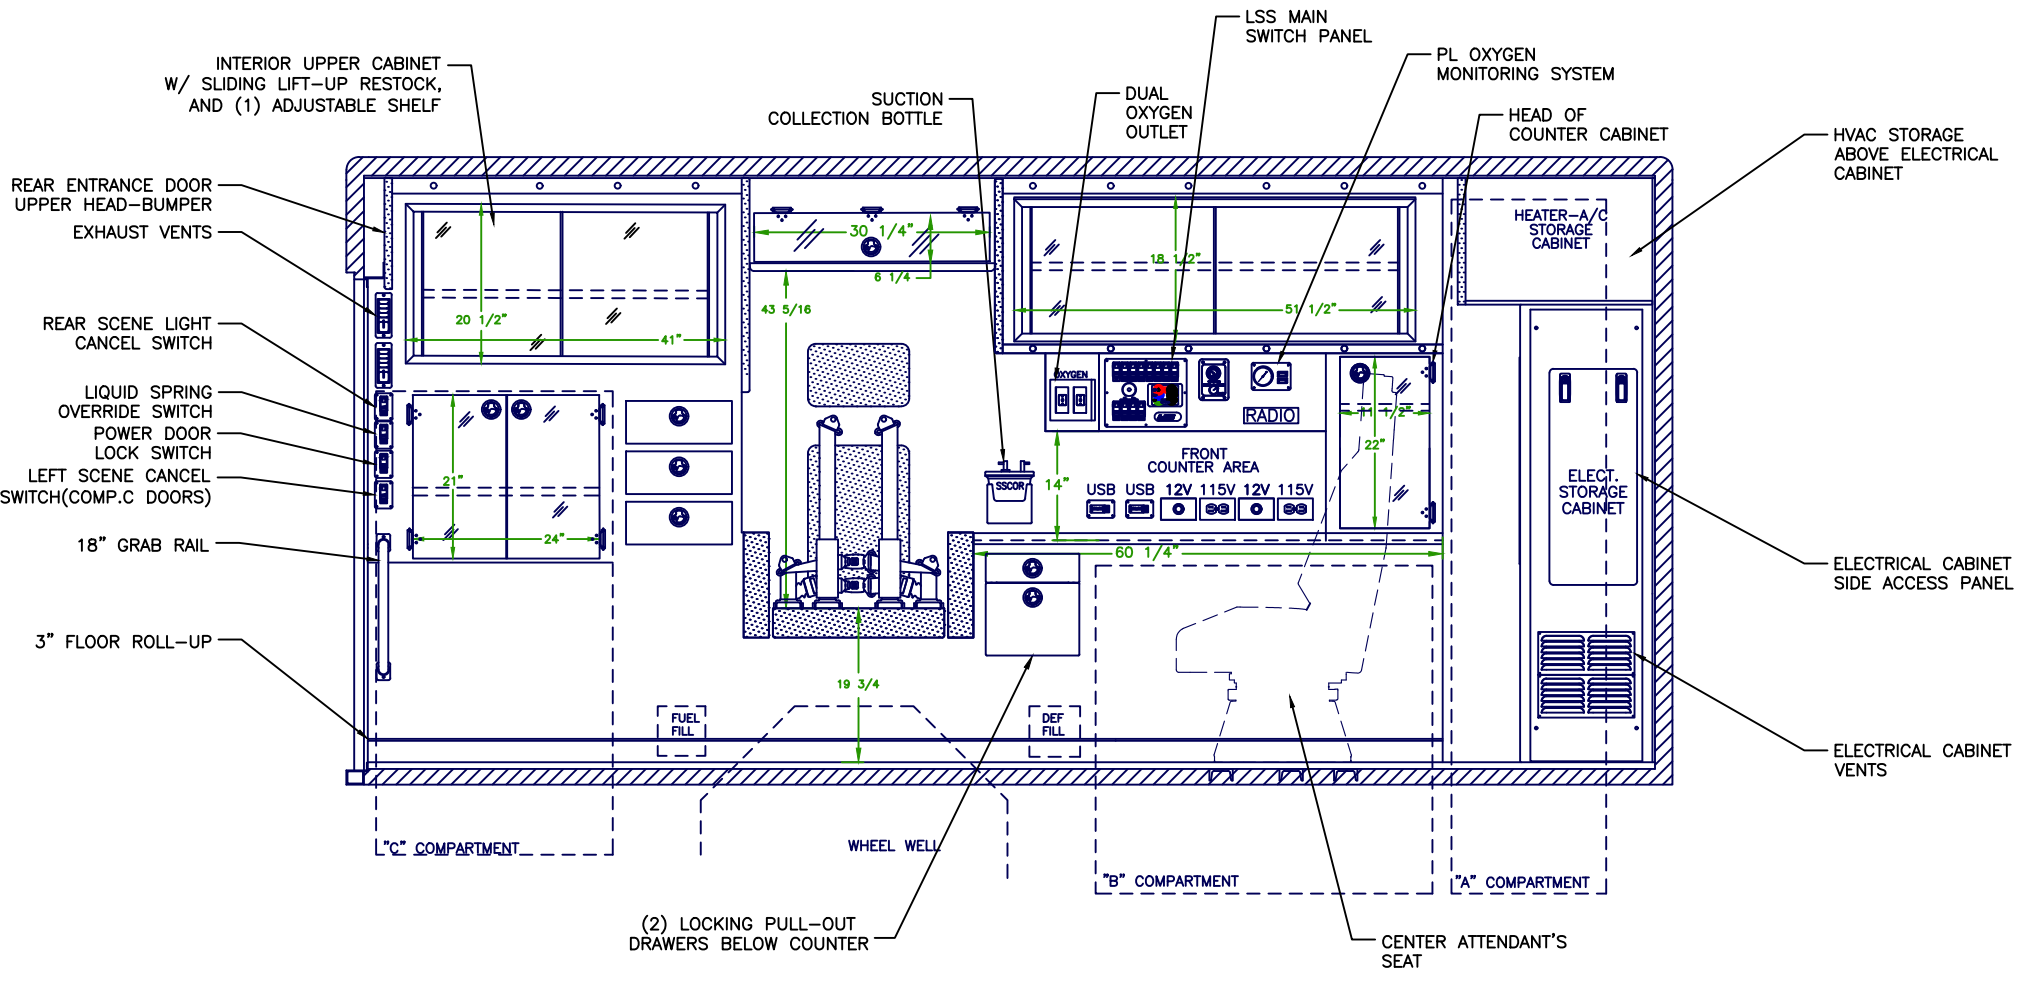 LSS MAIN
SWITCH PANEL
PL OXYGEN
MONITORING SYSTEM
INTERIOR UPPER CABINET
W/ SLIDING LIFT-UP RESTOCK,
AND (1) ADJUSTABLE SHELF
SUCTION
COLLECTION BOTTLE
DUAL
OXYGEN
OUTLET
HEAD OF
COUNTER CABINET
HVAC STORAGE
ABOVE ELECTRICAL
CABINET
REAR ENTRANCE DOOR
UPPER HEAD-BUMPER
EXHAUST VENTS
REAR SCENE LIGHT
CANCEL SWITCH
LIQUID SPRING
OVERRIDE SWITCH
POWER DOOR
LOCK SWITCH
LEFT SCENE CANCEL
SWITCH(COMP.C DOORS)
18" GRAB RAIL
3" FLOOR ROLL-UP
HEATER-A/C
STORAGE
CABINET
30 1/4"
6 1/4
18 1/2"
51 1/2"
20 1/2"
41"
43 5/16
OXYGEN
RADIO
11 1/2"
22"
21"
24"
FRONT
COUNTER AREA
SSCOR
14"
USB USB 12V 115V 12V 115V
60 1/4"
ELECT.
STORAGE
CABINET
ELECTRICAL CABINET
SIDE ACCESS PANEL
19 3/4
FUEL
FILL
DEF
FILL
ELECTRICAL CABINET
VENTS
"C" COMPARTMENT
WHEEL WELL
"B" COMPARTMENT
"A" COMPARTMENT
(2) LOCKING PULL-OUT
DRAWERS BELOW COUNTER
CENTER ATTENDANT'S
SEAT